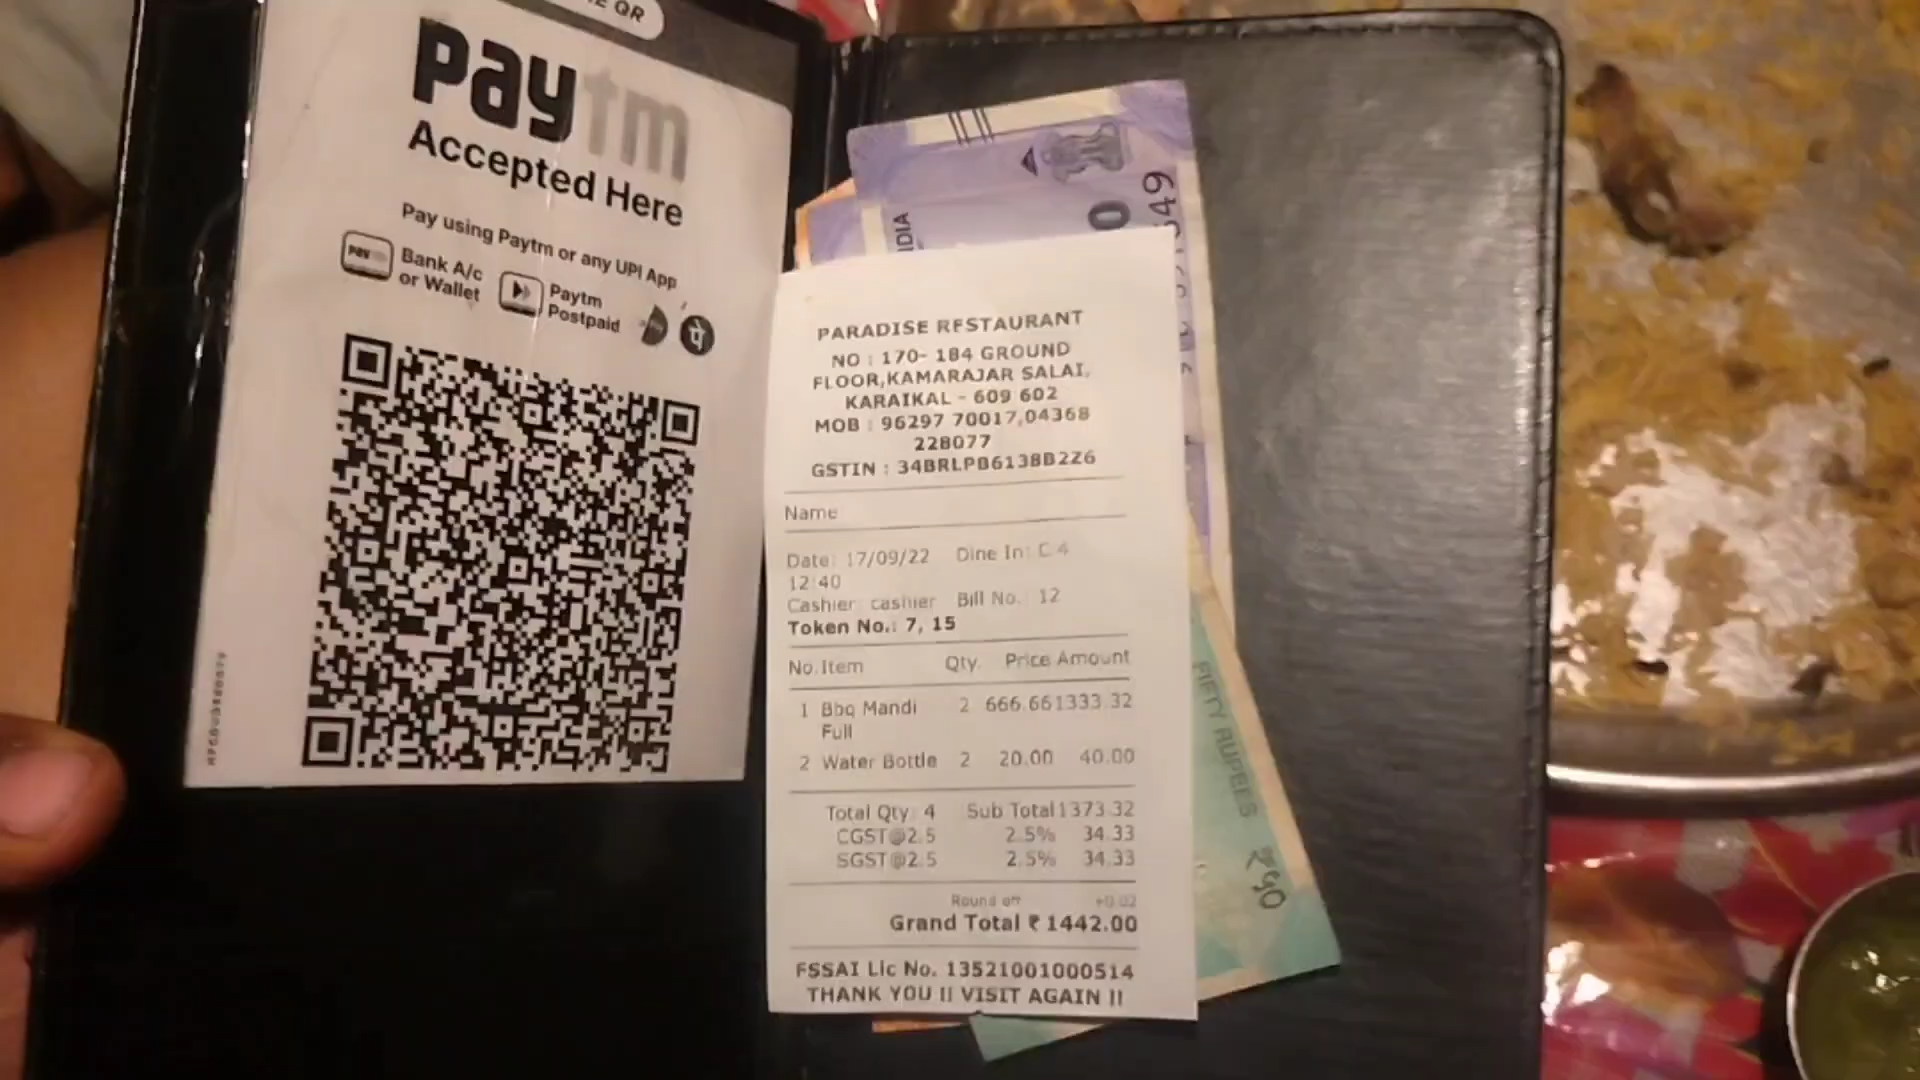 paytm
Accepted Here
Pay using Paytm or any UPI App
Bank A/c
or Wallet
Paytm
Postpaid
QR
PARADISE RESTAURANT
NO : 170- 184 GROUND
FLOOR,KAMARAJAR SALAI,
KARAIKAL - 609 602
MOB : 96297 70017,04368
228077
GSTIN : 34BRLPB6138B2Z6
Name
Date: 17/09/22 Dine In: C 4
12:40
Cashier: cashier Bill No.: 12
Token No.: 7, 15
No.Item Qty. Price Amount
1 Bbq Mandi 2 666.66 1333.32
Full
2 Water Bottle 2 20.00 40.00
Total Qty: 4 Sub Total 1373.32
CGST@2.5 2.5% 34.33
SGST@2.5 2.5% 34.33
Round off +0.02
Grand Total ₹ 1442.00
FSSAI Lic No. 13521001000514
THANK YOU !! VISIT AGAIN !!
FIFTY RUPEES
₹50